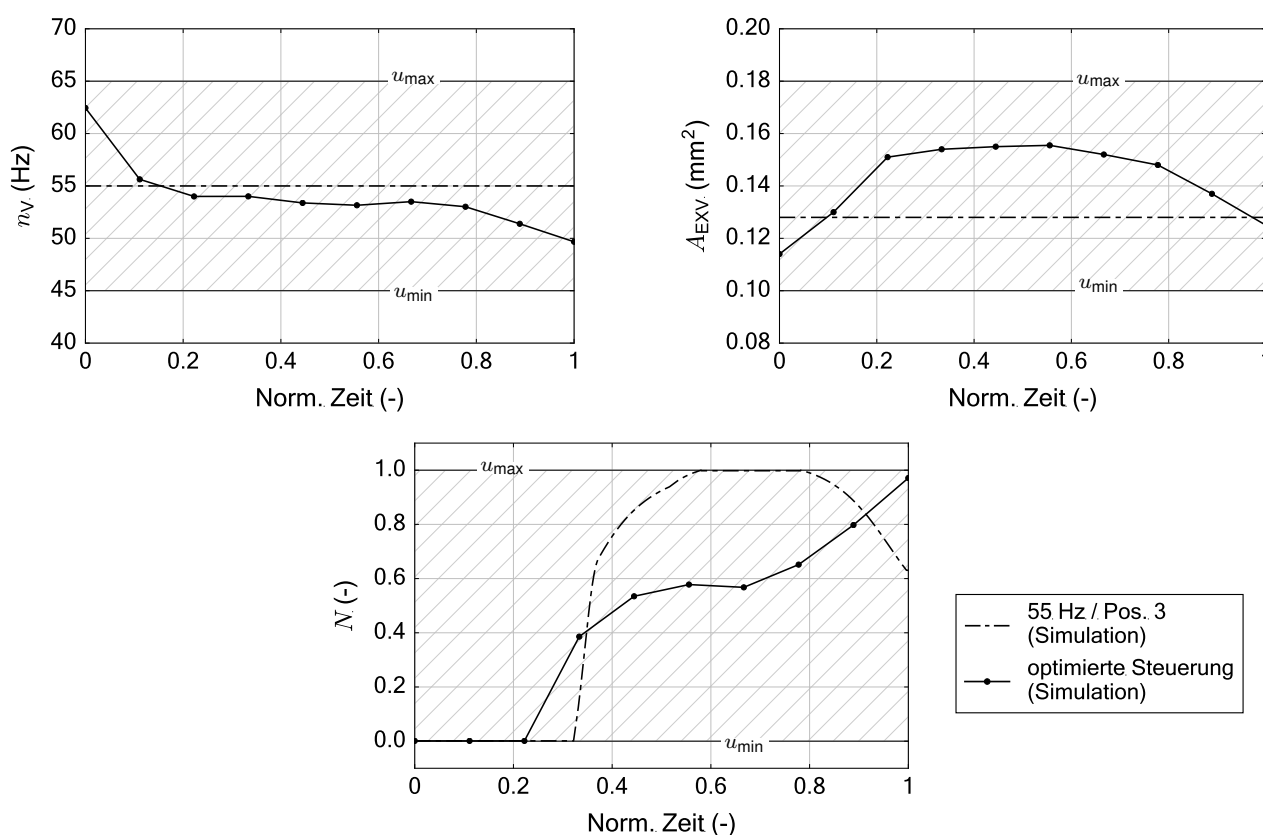 70
65
60
55
50
45
40
n_V (Hz)
u_max
u_min
0 0.2 0.4 0.6 0.8 1
Norm. Zeit (-)
0.20
0.18
0.16
0.14
0.12
0.10
0.08
A_EXV (mm²)
u_max
u_min
0 0.2 0.4 0.6 0.8 1
Norm. Zeit (-)
1.0
0.8
0.6
0.4
0.2
0.0
N (-)
u_max
u_min
0 0.2 0.4 0.6 0.8 1
Norm. Zeit (-)
55 Hz / Pos. 3
(Simulation)
optimierte Steuerung
(Simulation)